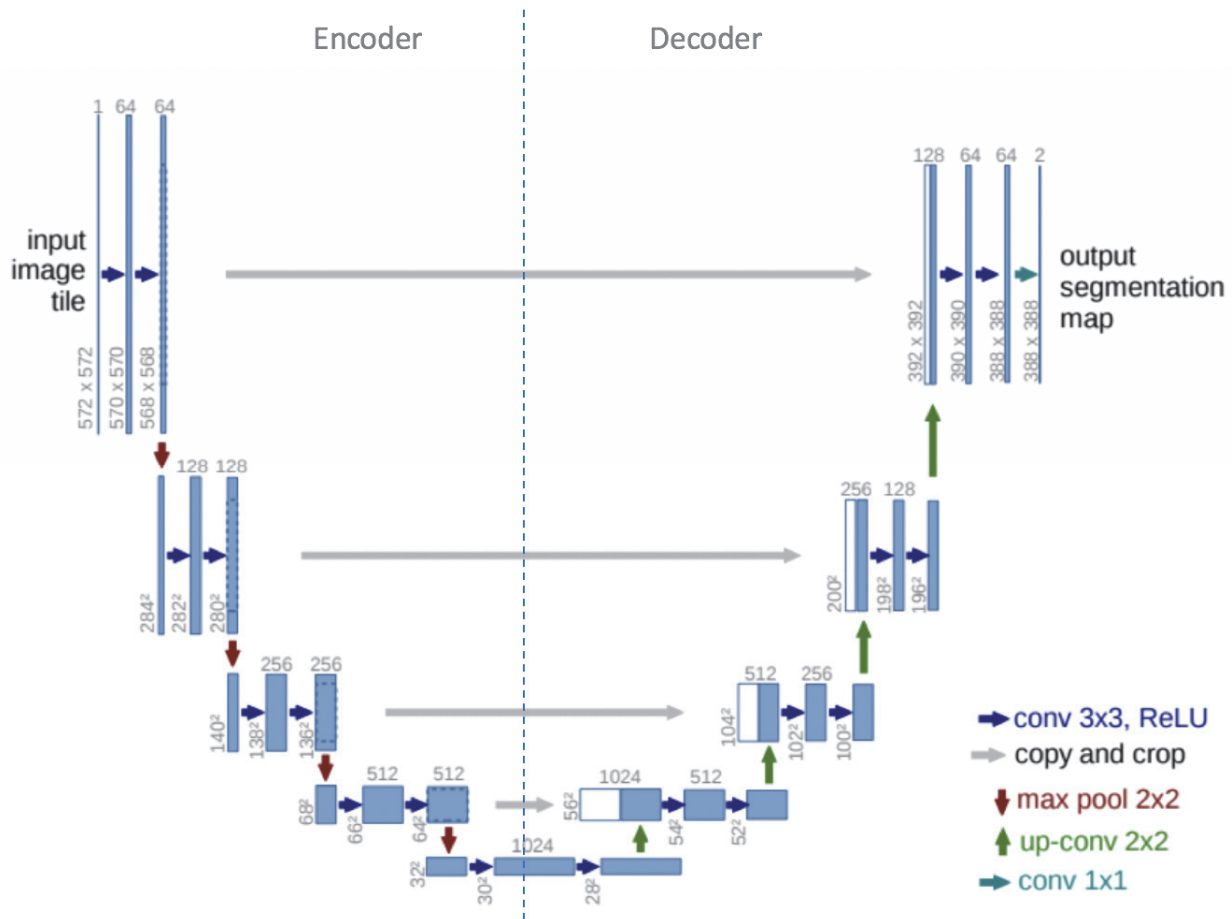 Encoder
Decoder
1 64 64
128 64 64 2
input
image
tile
output
segmentation
map
572 x 572
570 x 570
568 x 568
392 x 392
390 x 390
388 x 388
388 x 388
128 128
256 128
284²
282²
280²
200²
198²
196²
256 256
512 256
140²
138²
136²
104²
102²
100²
512 512
1024 512
68²
66²
64²
56²
54²
52²
1024
32²
30²
28²
conv 3x3, ReLU
copy and crop
max pool 2x2
up-conv 2x2
conv 1x1